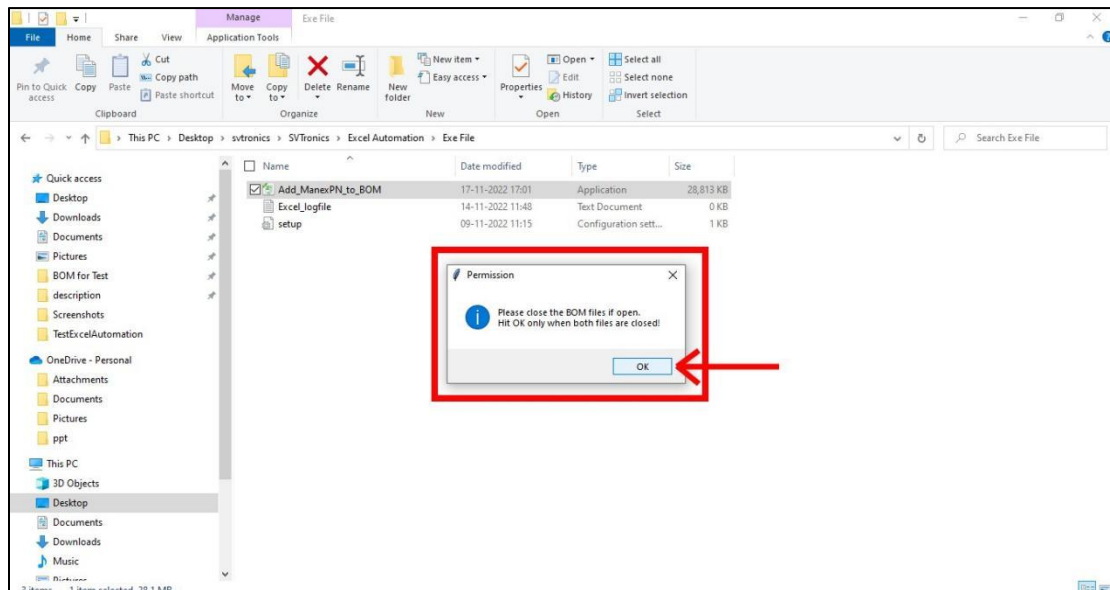 Manage Exe File
File Home Share View Application Tools
Pin to Quick access
Copy
Paste
Cut
Copy path
Paste shortcut
Clipboard
Move to
Copy to
Delete
Rename
Organize
New folder
New item
Easy access
New
Properties
Open
Edit
History
Open
Select all
Select none
Invert selection
Select
This PC > Desktop > svtronics > SVTronics > Excel Automation > Exe File
Search Exe File
Quick access
Desktop
Downloads
Documents
Pictures
BOM for Test
description
Screenshots
TestExcelAutomation
OneDrive - Personal
Attachments
Documents
Pictures
ppt
This PC
3D Objects
Desktop
Documents
Downloads
Music
Pictures
Name Date modified Type Size
Add_ManexPN_to_BOM 17-11-2022 17:01 Application 28,813 KB
Excel_logfile 14-11-2022 11:48 Text Document 0 KB
setup 09-11-2022 11:15 Configuration sett... 1 KB
Permission
Please close the BOM files if open.
Hit OK only when both files are closed!
OK
3 items 1 item selected 28.1 MB